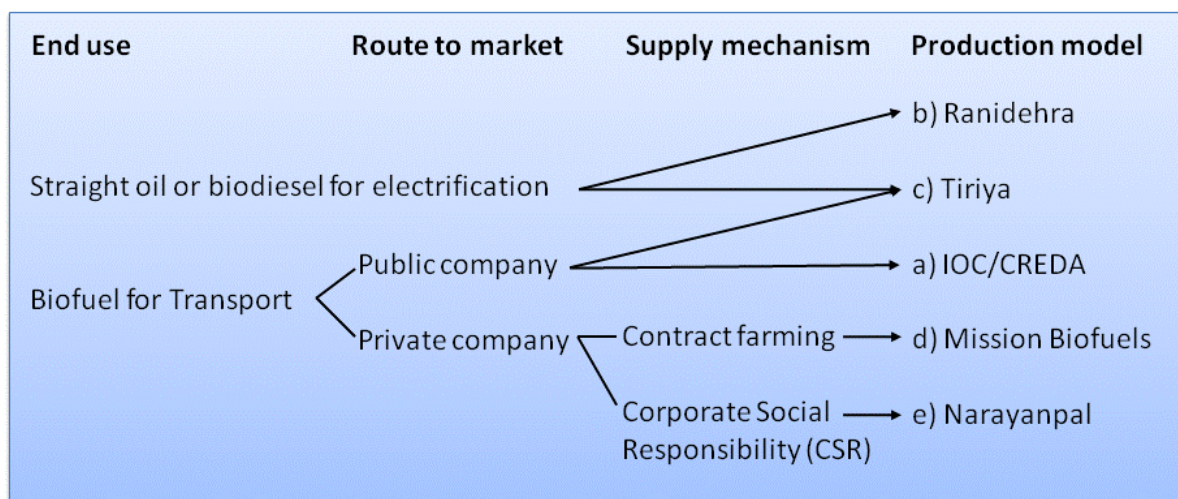 End use Route to market Supply mechanism Production model
b) Ranidehra
Straight oil or biodiesel for electrification c) Tiriya
Public company a) IOC/CREDA
Biofuel for Transport
Private company Contract farming d) Mission Biofuels
Corporate Social e) Narayanpal
Responsibility (CSR)